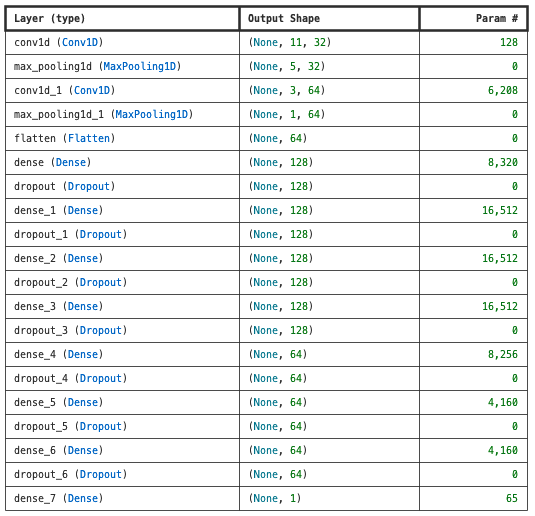 Layer (type) Output Shape Param #
conv1d (Conv1D) (None, 11, 32) 128
max_pooling1d (MaxPooling1D) (None, 5, 32) 0
conv1d_1 (Conv1D) (None, 3, 64) 6,208
max_pooling1d_1 (MaxPooling1D) (None, 1, 64) 0
flatten (Flatten) (None, 64) 0
dense (Dense) (None, 128) 8,320
dropout (Dropout) (None, 128) 0
dense_1 (Dense) (None, 128) 16,512
dropout_1 (Dropout) (None, 128) 0
dense_2 (Dense) (None, 128) 16,512
dropout_2 (Dropout) (None, 128) 0
dense_3 (Dense) (None, 128) 16,512
dropout_3 (Dropout) (None, 128) 0
dense_4 (Dense) (None, 64) 8,256
dropout_4 (Dropout) (None, 64) 0
dense_5 (Dense) (None, 64) 4,160
dropout_5 (Dropout) (None, 64) 0
dense_6 (Dense) (None, 64) 4,160
dropout_6 (Dropout) (None, 64) 0
dense_7 (Dense) (None, 1) 65